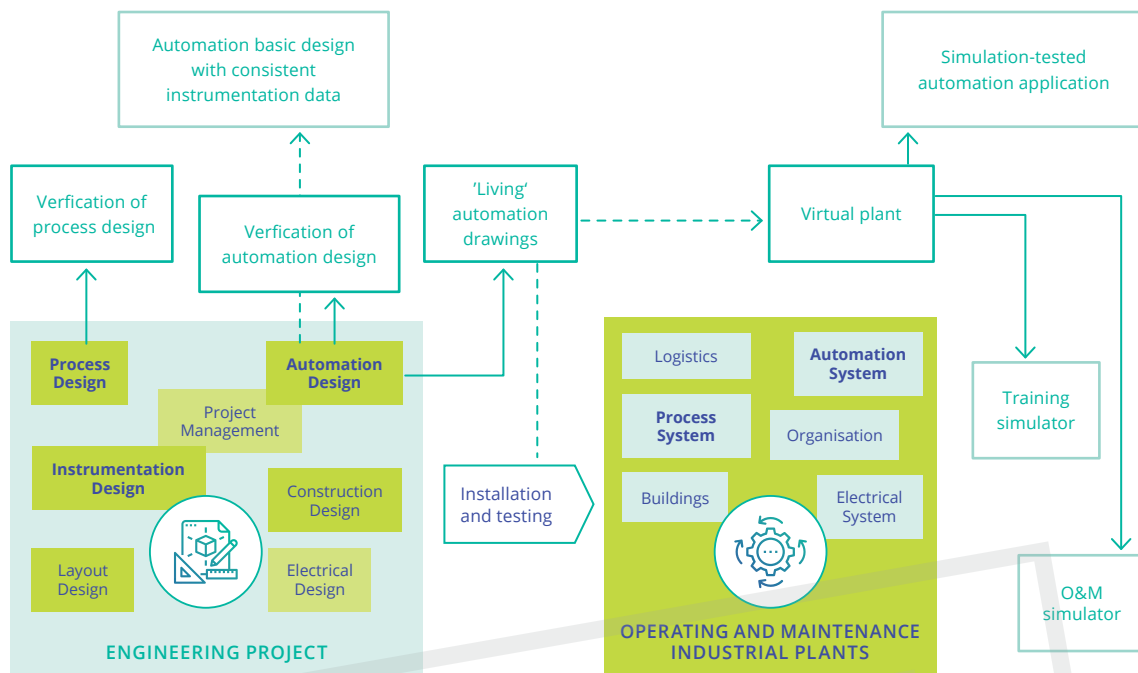 Automation basic design
with consistent
instrumentation data
Simulation-tested
automation application
Verfication of
process design
Verfication of
automation design
’Living‘
automation
drawings
Virtual plant
Process
Design
Automation
Design
Project
Management
Instrumentation
Design
Construction
Design
Layout
Design
Electrical
Design
ENGINEERING PROJECT
Installation
and testing
Logistics
Automation
System
Process
System
Organisation
Buildings
Electrical
System
OPERATING AND MAINTENANCE
INDUSTRIAL PLANTS
Training
simulator
O&M
simulator